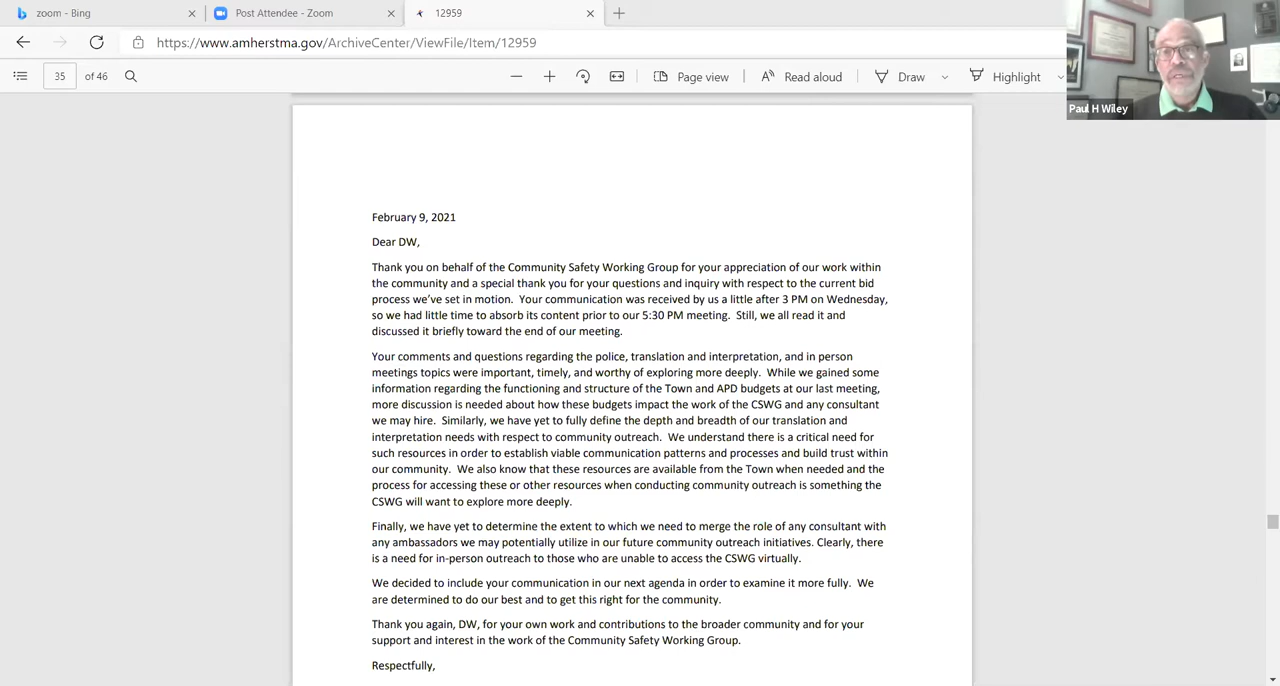 zoom - Bing
Post Attendee - Zoom
12959
https://www.amherstma.gov/ArchiveCenter/ViewFile/Item/12959
35 of 46
Page view
Read aloud
Draw
Highlight
Paul H Wiley
February 9, 2021
Dear DW,
Thank you on behalf of the Community Safety Working Group for your appreciation of our work within
the community and a special thank you for your questions and inquiry with respect to the current bid
process we've set in motion.  Your communication was received by us a little after 3 PM on Wednesday,
so we had little time to absorb its content prior to our 5:30 PM meeting.  Still, we all read it and
discussed it briefly toward the end of our meeting.
Your comments and questions regarding the police, translation and interpretation, and in person
meetings topics were important, timely, and worthy of exploring more deeply.  While we gained some
information regarding the functioning and structure of the Town and APD budgets at our last meeting,
more discussion is needed about how these budgets impact the work of the CSWG and any consultant
we may hire.  Similarly, we have yet to fully define the depth and breadth of our translation and
interpretation needs with respect to community outreach.  We understand there is a critical need for
such resources in order to establish viable communication patterns and processes and build trust within
our community.  We also know that these resources are available from the Town when needed and the
process for accessing these or other resources when conducting community outreach is something the
CSWG will want to explore more deeply.
Finally, we have yet to determine the extent to which we need to merge the role of any consultant with
any ambassadors we may potentially utilize in our future community outreach initiatives. Clearly, there
is a need for in-person outreach to those who are unable to access the CSWG virtually.
We decided to include your communication in our next agenda in order to examine it more fully.  We
are determined to do our best and to get this right for the community.
Thank you again, DW, for your own work and contributions to the broader community and for your
support and interest in the work of the Community Safety Working Group.
Respectfully,